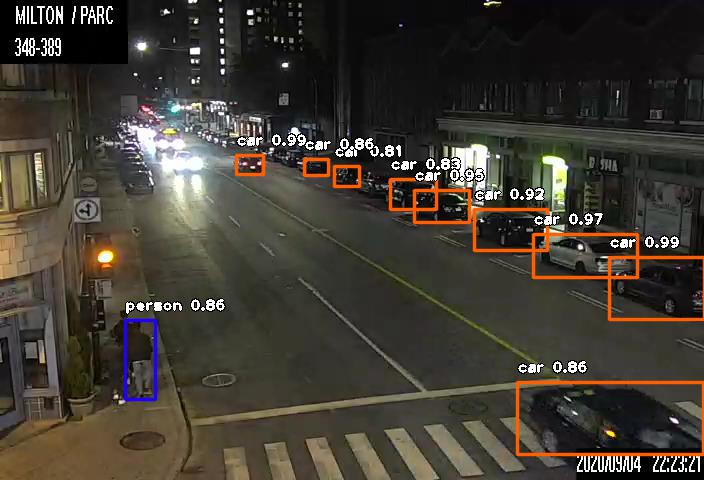 MILTON / PARC
348-389
car 0.99
car 0.86
car 0.81
car 0.83
car 0.95
car 0.92
car 0.97
car 0.99
person 0.86
car 0.86
2020/09/04 22:23:21